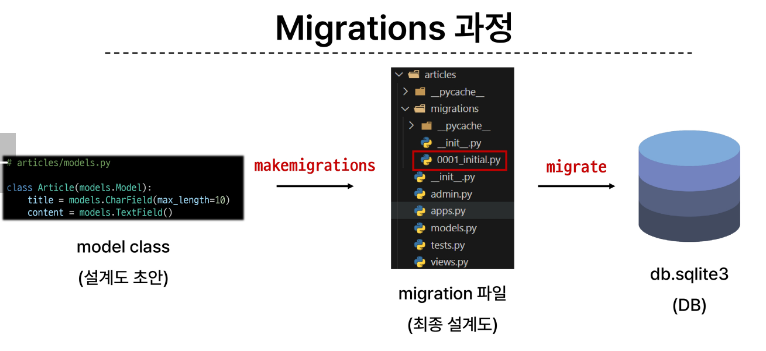 Migrations 과정
# articles/models.py
class Article(models.Model):
title = models.CharField(max_length=10)
content = models.TextField()
model class
(설계도 초안)
makemigrations
articles
__pycache__
migrations
__pycache__
__init__.py
0001_initial.py
__init__.py
admin.py
apps.py
models.py
tests.py
views.py
migration 파일
(최종 설계도)
migrate
db.sqlite3
(DB)